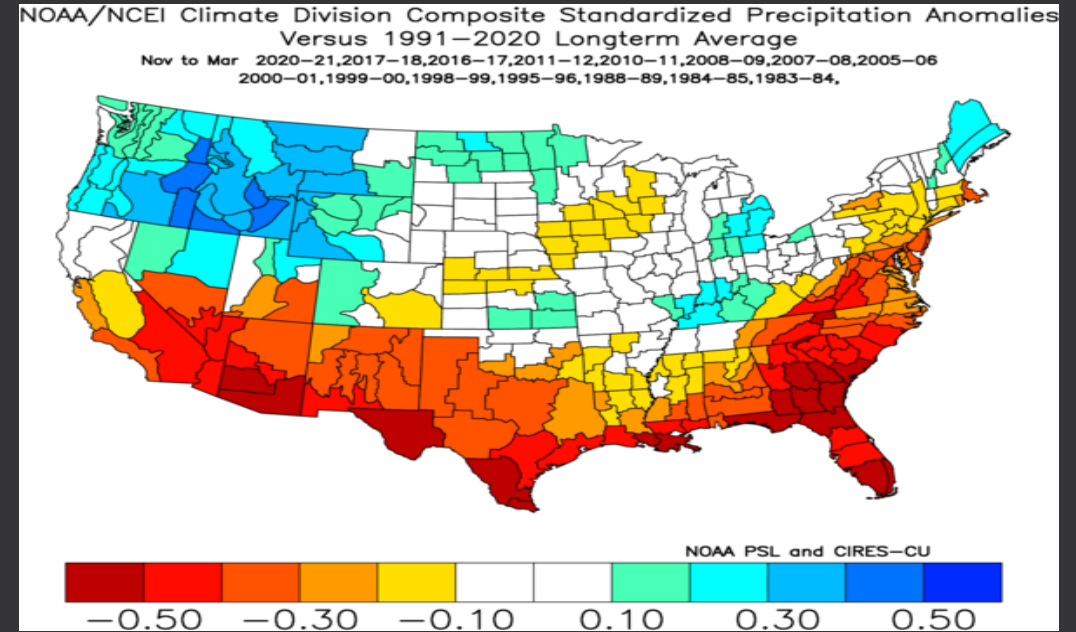 NOAA/NCEI Climate Division Composite Standardized Precipitation Anomalies
Versus 1991−2020 Longterm Average
Nov to Mar 2020−21,2017−18,2016−17,2011−12,2010−11,2008−09,2007−08,2005−06
2000−01,1999−00,1998−99,1995−96,1988−89,1984−85,1983−84,
NOAA PSL and CIRES−CU
−0.50 −0.30 −0.10 0.10 0.30 0.50